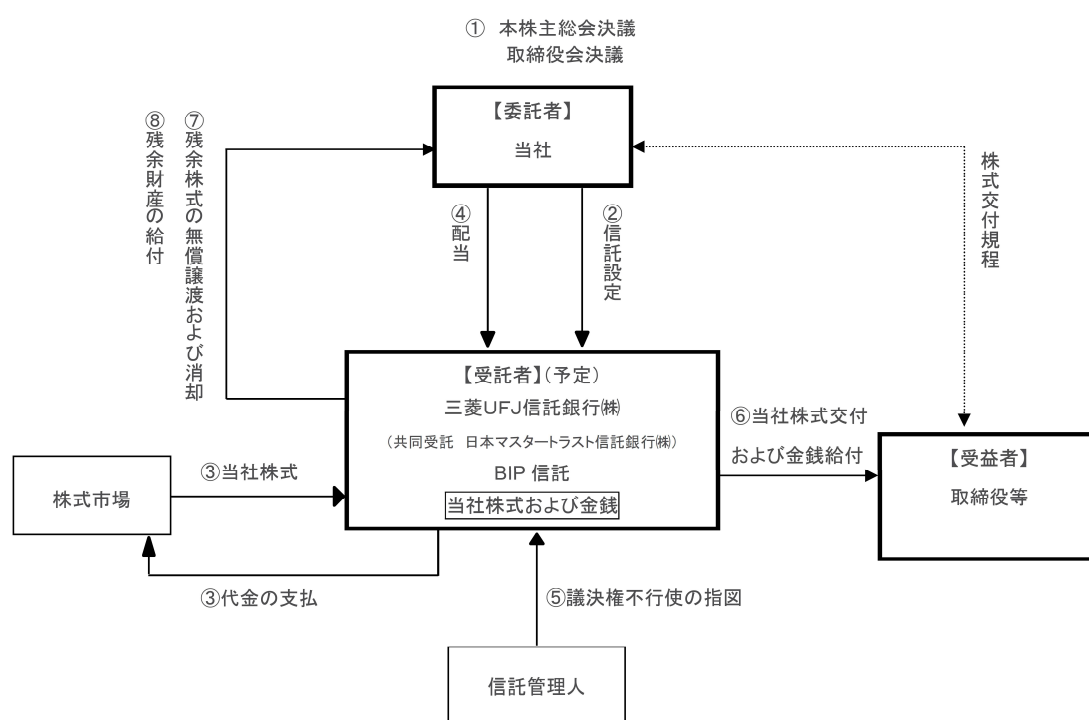 ① 本株主総会決議
取締役会決議
【委託者】
当社
⑧残余財産の給付
⑦残余株式の無償譲渡および消却
④配当
②信託設定
株式交付規程
【受託者】(予定)
三菱UFJ信託銀行㈱
(共同受託 日本マスタートラスト信託銀行㈱)
BIP 信託
当社株式および金銭
⑥当社株式交付
および金銭給付
【受益者】
取締役等
③当社株式
株式市場
③代金の支払
⑤議決権不行使の指図
信託管理人